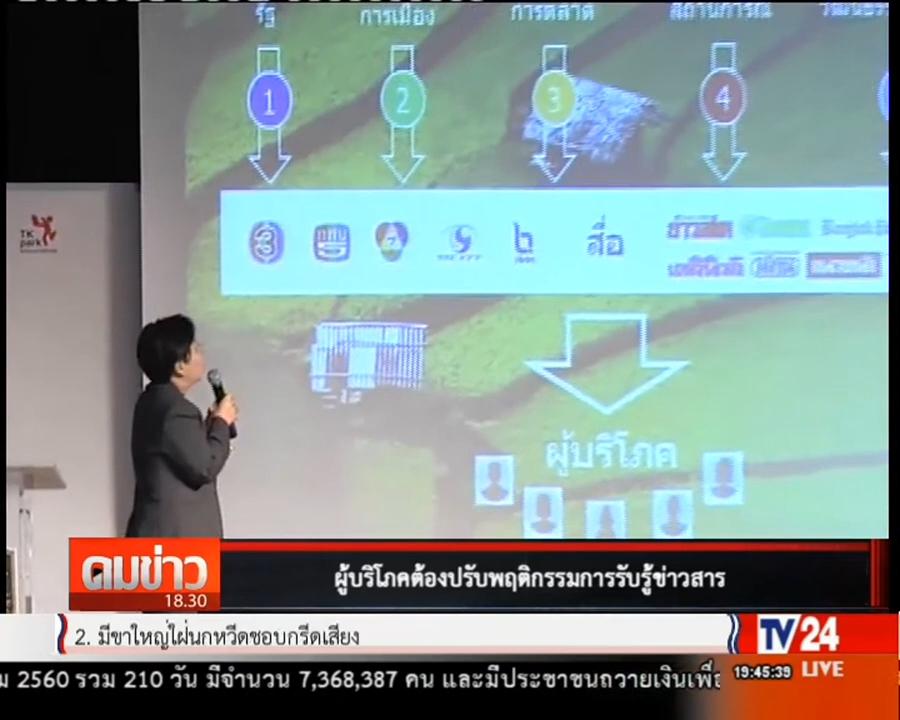 รัฐ การเมือง การตลาด สถานการณ์
1 2 3 4
TK park
3 7 สื่อ
ผู้บริโภค
คมข่าว
18.30
ผู้บริโภคต้องปรับพฤติกรรมการรับรู้ข่าวสาร
2. มีขาใหญ่ใฝ่นกหวีดชอบกรีดเสียง
TV24
ม 2560 รวม 210 วัน มีจำนวน 7,368,387 คน และมีประชาชนถวายเงินเพื่อ
19:45:39 LIVE